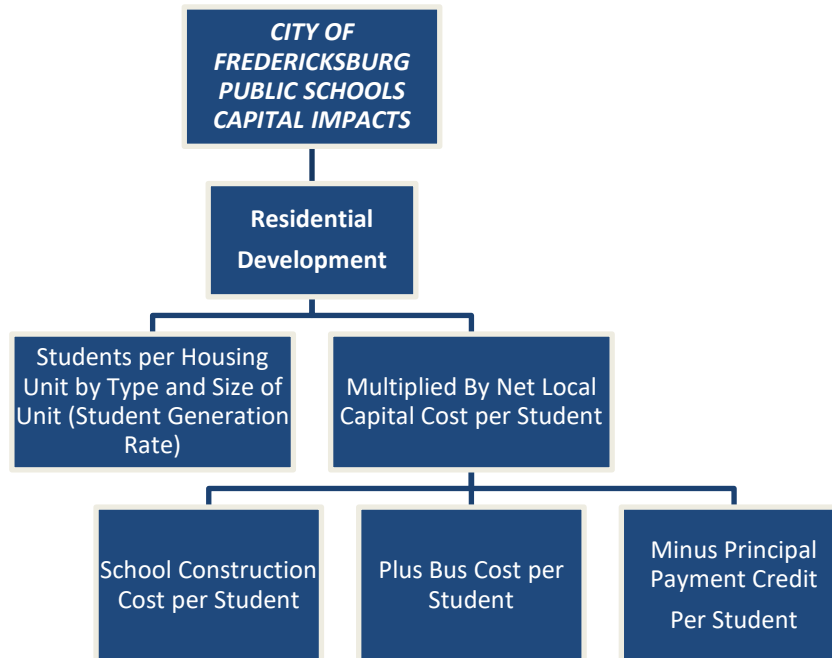 CITY OF
FREDERICKSBURG
PUBLIC SCHOOLS
CAPITAL IMPACTS
Residential
Development
Students per Housing
Unit by Type and Size of
Unit (Student Generation
Rate)
Multiplied By Net Local
Capital Cost per Student
School Construction
Cost per Student
Plus Bus Cost per
Student
Minus Principal
Payment Credit
Per Student